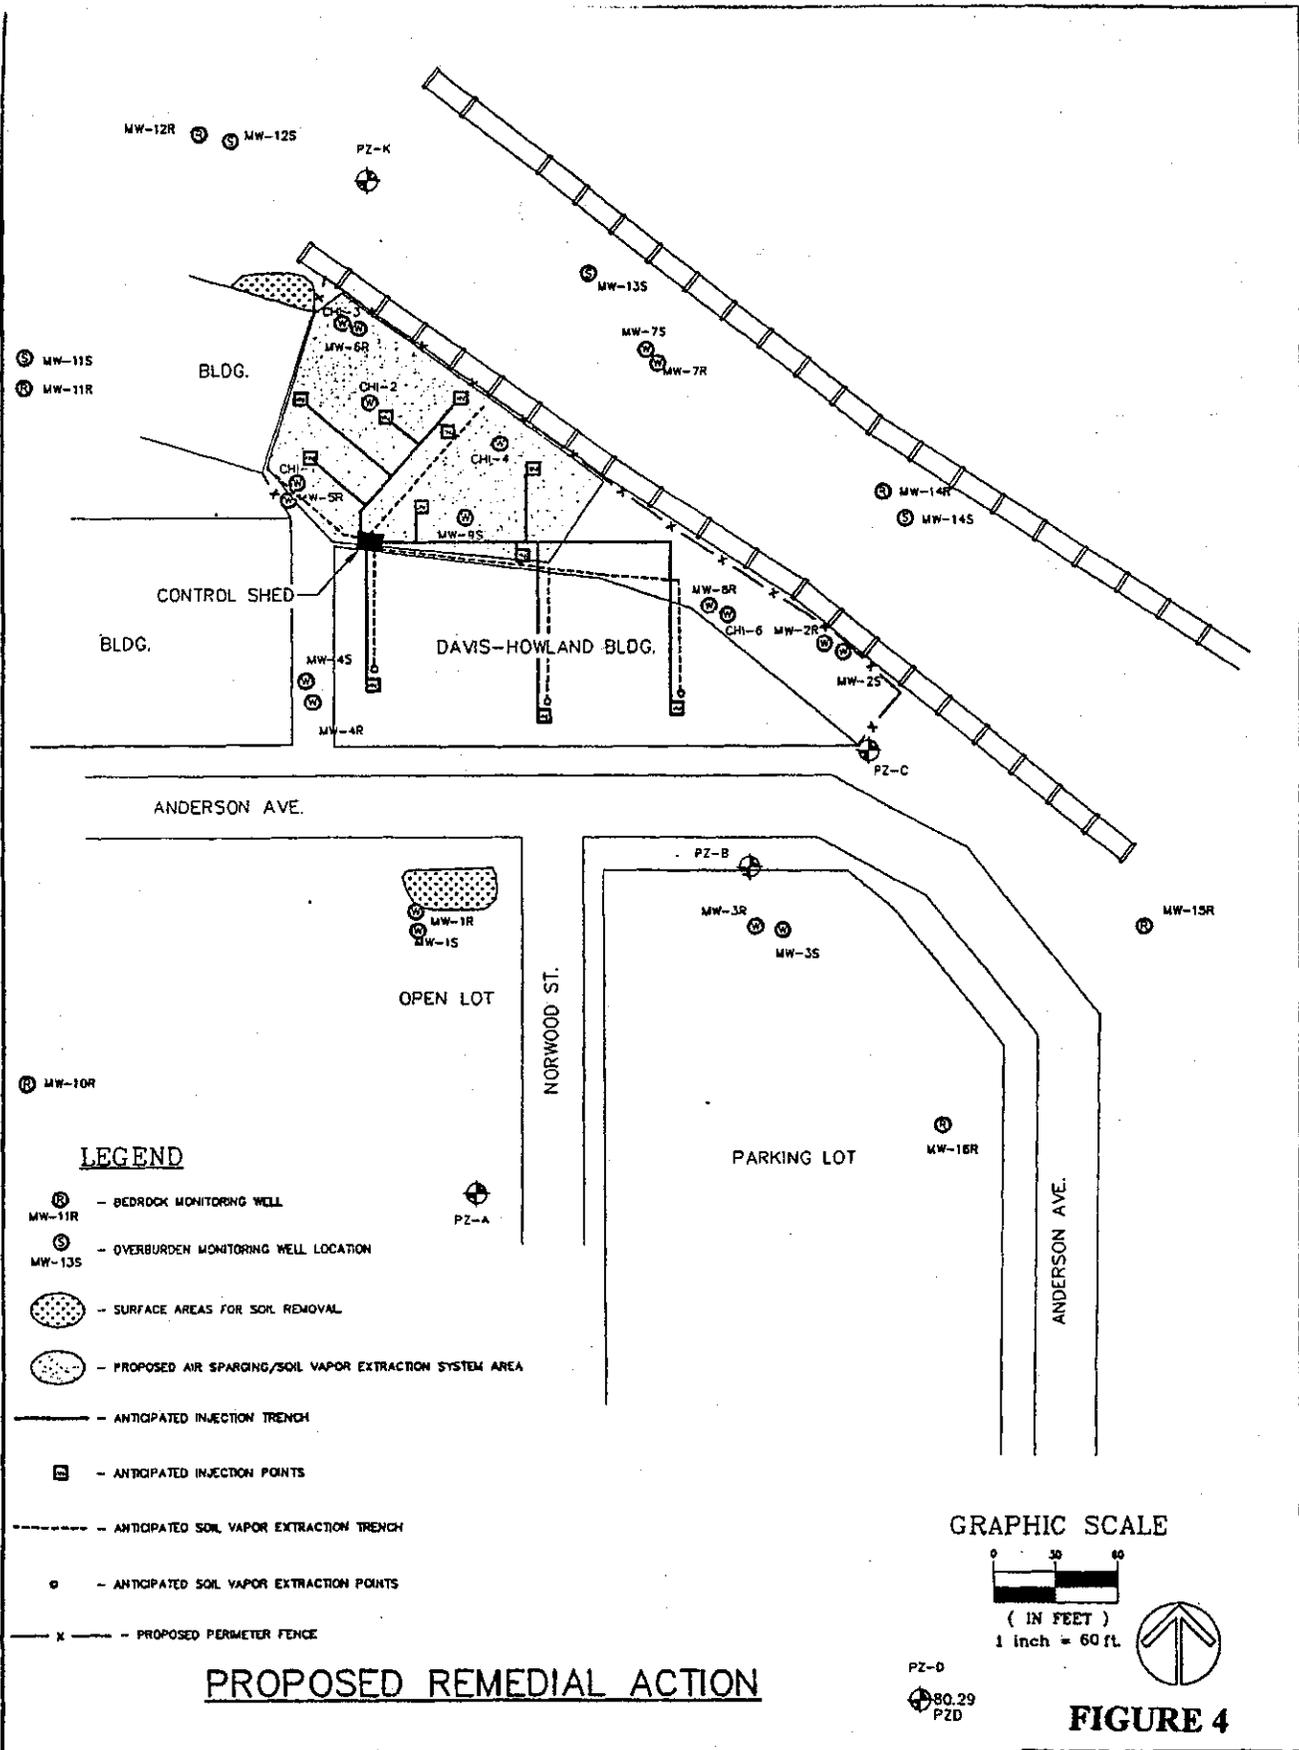 MW-12R
MW-12S
PZ-K
MW-13S
CHI-3
MW-6R
MW-7S
MW-7R
MW-11S
MW-11R
BLDG.
CHI-2
CHI-4
CHI-1
MW-5R
MW-9S
MW-14R
MW-14S
CONTROL SHED
BLDG.
DAVIS-HOWLAND BLDG.
MW-8R
CHI-6
MW-2R
MW-2S
MW-4S
MW-4R
PZ-C
ANDERSON AVE.
PZ-B
MW-1R
MW-1S
MW-3R
MW-3S
MW-15R
OPEN LOT
NORWOOD ST.
MW-10R
PARKING LOT
MW-16R
ANDERSON AVE.
PZ-A
LEGEND
R
MW-11R
- BEDROCK MONITORING WELL
S
MW-13S
- OVERBURDEN MONITORING WELL LOCATION
- SURFACE AREAS FOR SOIL REMOVAL
- PROPOSED AIR SPARGING/SOIL VAPOR EXTRACTION SYSTEM AREA
- ANTICIPATED INJECTION TRENCH
- ANTICIPATED INJECTION POINTS
- ANTICIPATED SOIL VAPOR EXTRACTION TRENCH
- ANTICIPATED SOIL VAPOR EXTRACTION POINTS
x - PROPOSED PERIMETER FENCE
PROPOSED REMEDIAL ACTION
GRAPHIC SCALE
0 30 60
( IN FEET )
1 inch = 60 ft.
PZ-D
80.29
PZD
FIGURE 4